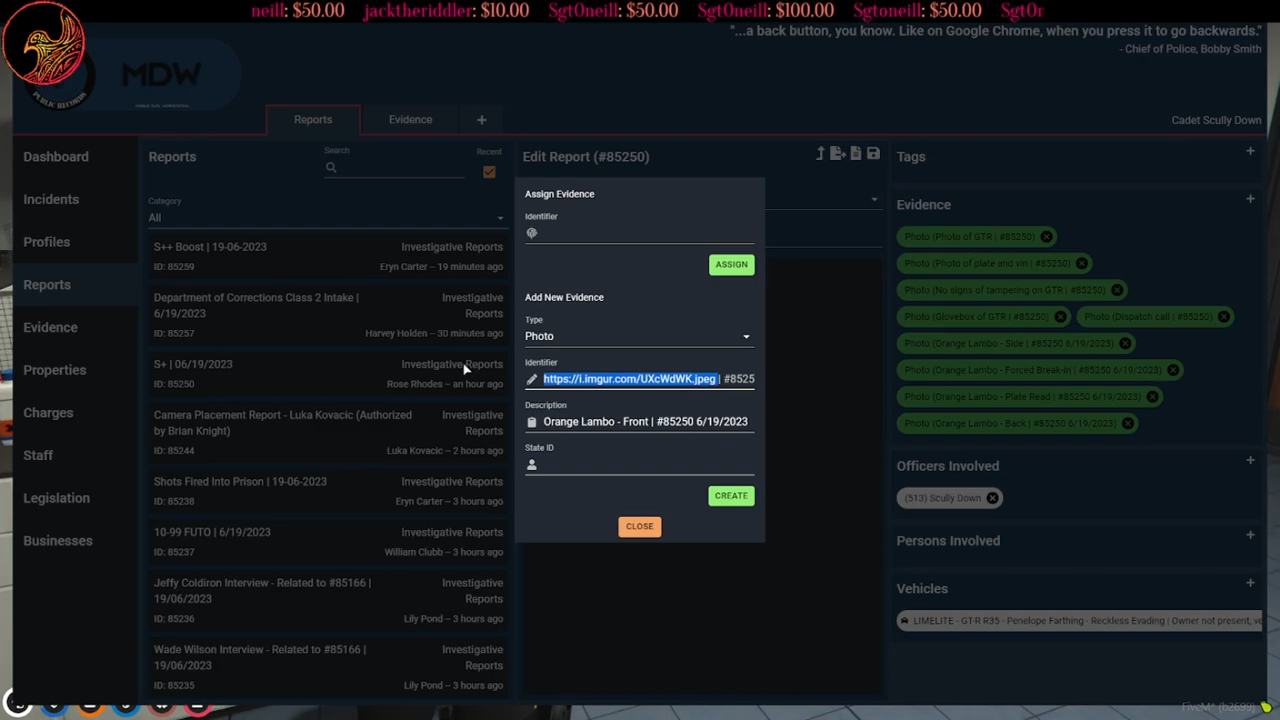 neill: $50.00 jacktheriddler: $10.00 SgtOneill: $50.00 SgtOneill: $100.00 Sgtoneill: $50.00 SgtOr
"...a back button, you know. Like on Google Chrome, when you press it to go backwards."
- Chief of Police, Bobby Smith
PUBLIC RECORDS
MDW
Reports
Evidence
+
Cadet Scully Down
Dashboard
Incidents
Profiles
Reports
Evidence
Properties
Charges
Staff
Legislation
Businesses
Reports
Search
Recent
Category
All
S++ Boost | 19-06-2023
Investigative Reports
ID: 85259
Eryn Carter – 19 minutes ago
Department of Corrections Class 2 Intake |
6/19/2023
Investigative
Reports
ID: 85257
Harvey Holden – 30 minutes ago
S+ | 06/19/2023
Investigative Reports
ID: 85250
Rose Rhodes – an hour ago
Camera Placement Report - Luka Kovacic (Authorized
by Brian Knight)
Investigative
Reports
ID: 85244
Luka Kovacic – 2 hours ago
Shots Fired Into Prison | 19-06-2023
Investigative Reports
ID: 85238
Eryn Carter – 3 hours ago
10-99 FUTO | 6/19/2023
Investigative Reports
ID: 85237
William Clubb – 3 hours ago
Jeffy Coldiron Interview - Related to #85166 |
19/06/2023
Investigative
Reports
ID: 85236
Lily Pond – 3 hours ago
Wade Wilson Interview - Related to #85166 |
19/06/2023
Investigative
Reports
ID: 85235
Lily Pond – 3 hours ago
Edit Report (#85250)
Assign Evidence
Identifier
ASSIGN
Add New Evidence
Type
Photo
Identifier
https://i.imgur.com/UXcWdWK.jpeg | #8525
Description
Orange Lambo - Front | #85250 6/19/2023
State ID
CREATE
CLOSE
Tags
Evidence
Photo (Photo of GTR | #85250)
Photo (Photo of plate and vin | #85250)
Photo (No signs of tampering on GTR | #85250)
Photo (Glovebox of GTR | #85250)
Photo (Dispatch call | #85250)
Photo (Orange Lambo - Side | #85250 6/19/2023)
Photo (Orange Lambo - Forced Break-In | #85250 6/19/2023)
Photo (Orange Lambo - Plate Read | #85250 6/19/2023)
Photo (Orange Lambo - Back | #85250 6/19/2023)
Officers Involved
(513) Scully Down
Persons Involved
Vehicles
LIMELITE - GT-R R35 - Penelope Farthing - Reckless Evading | Owner not present, ve
FiveM* (b2699)